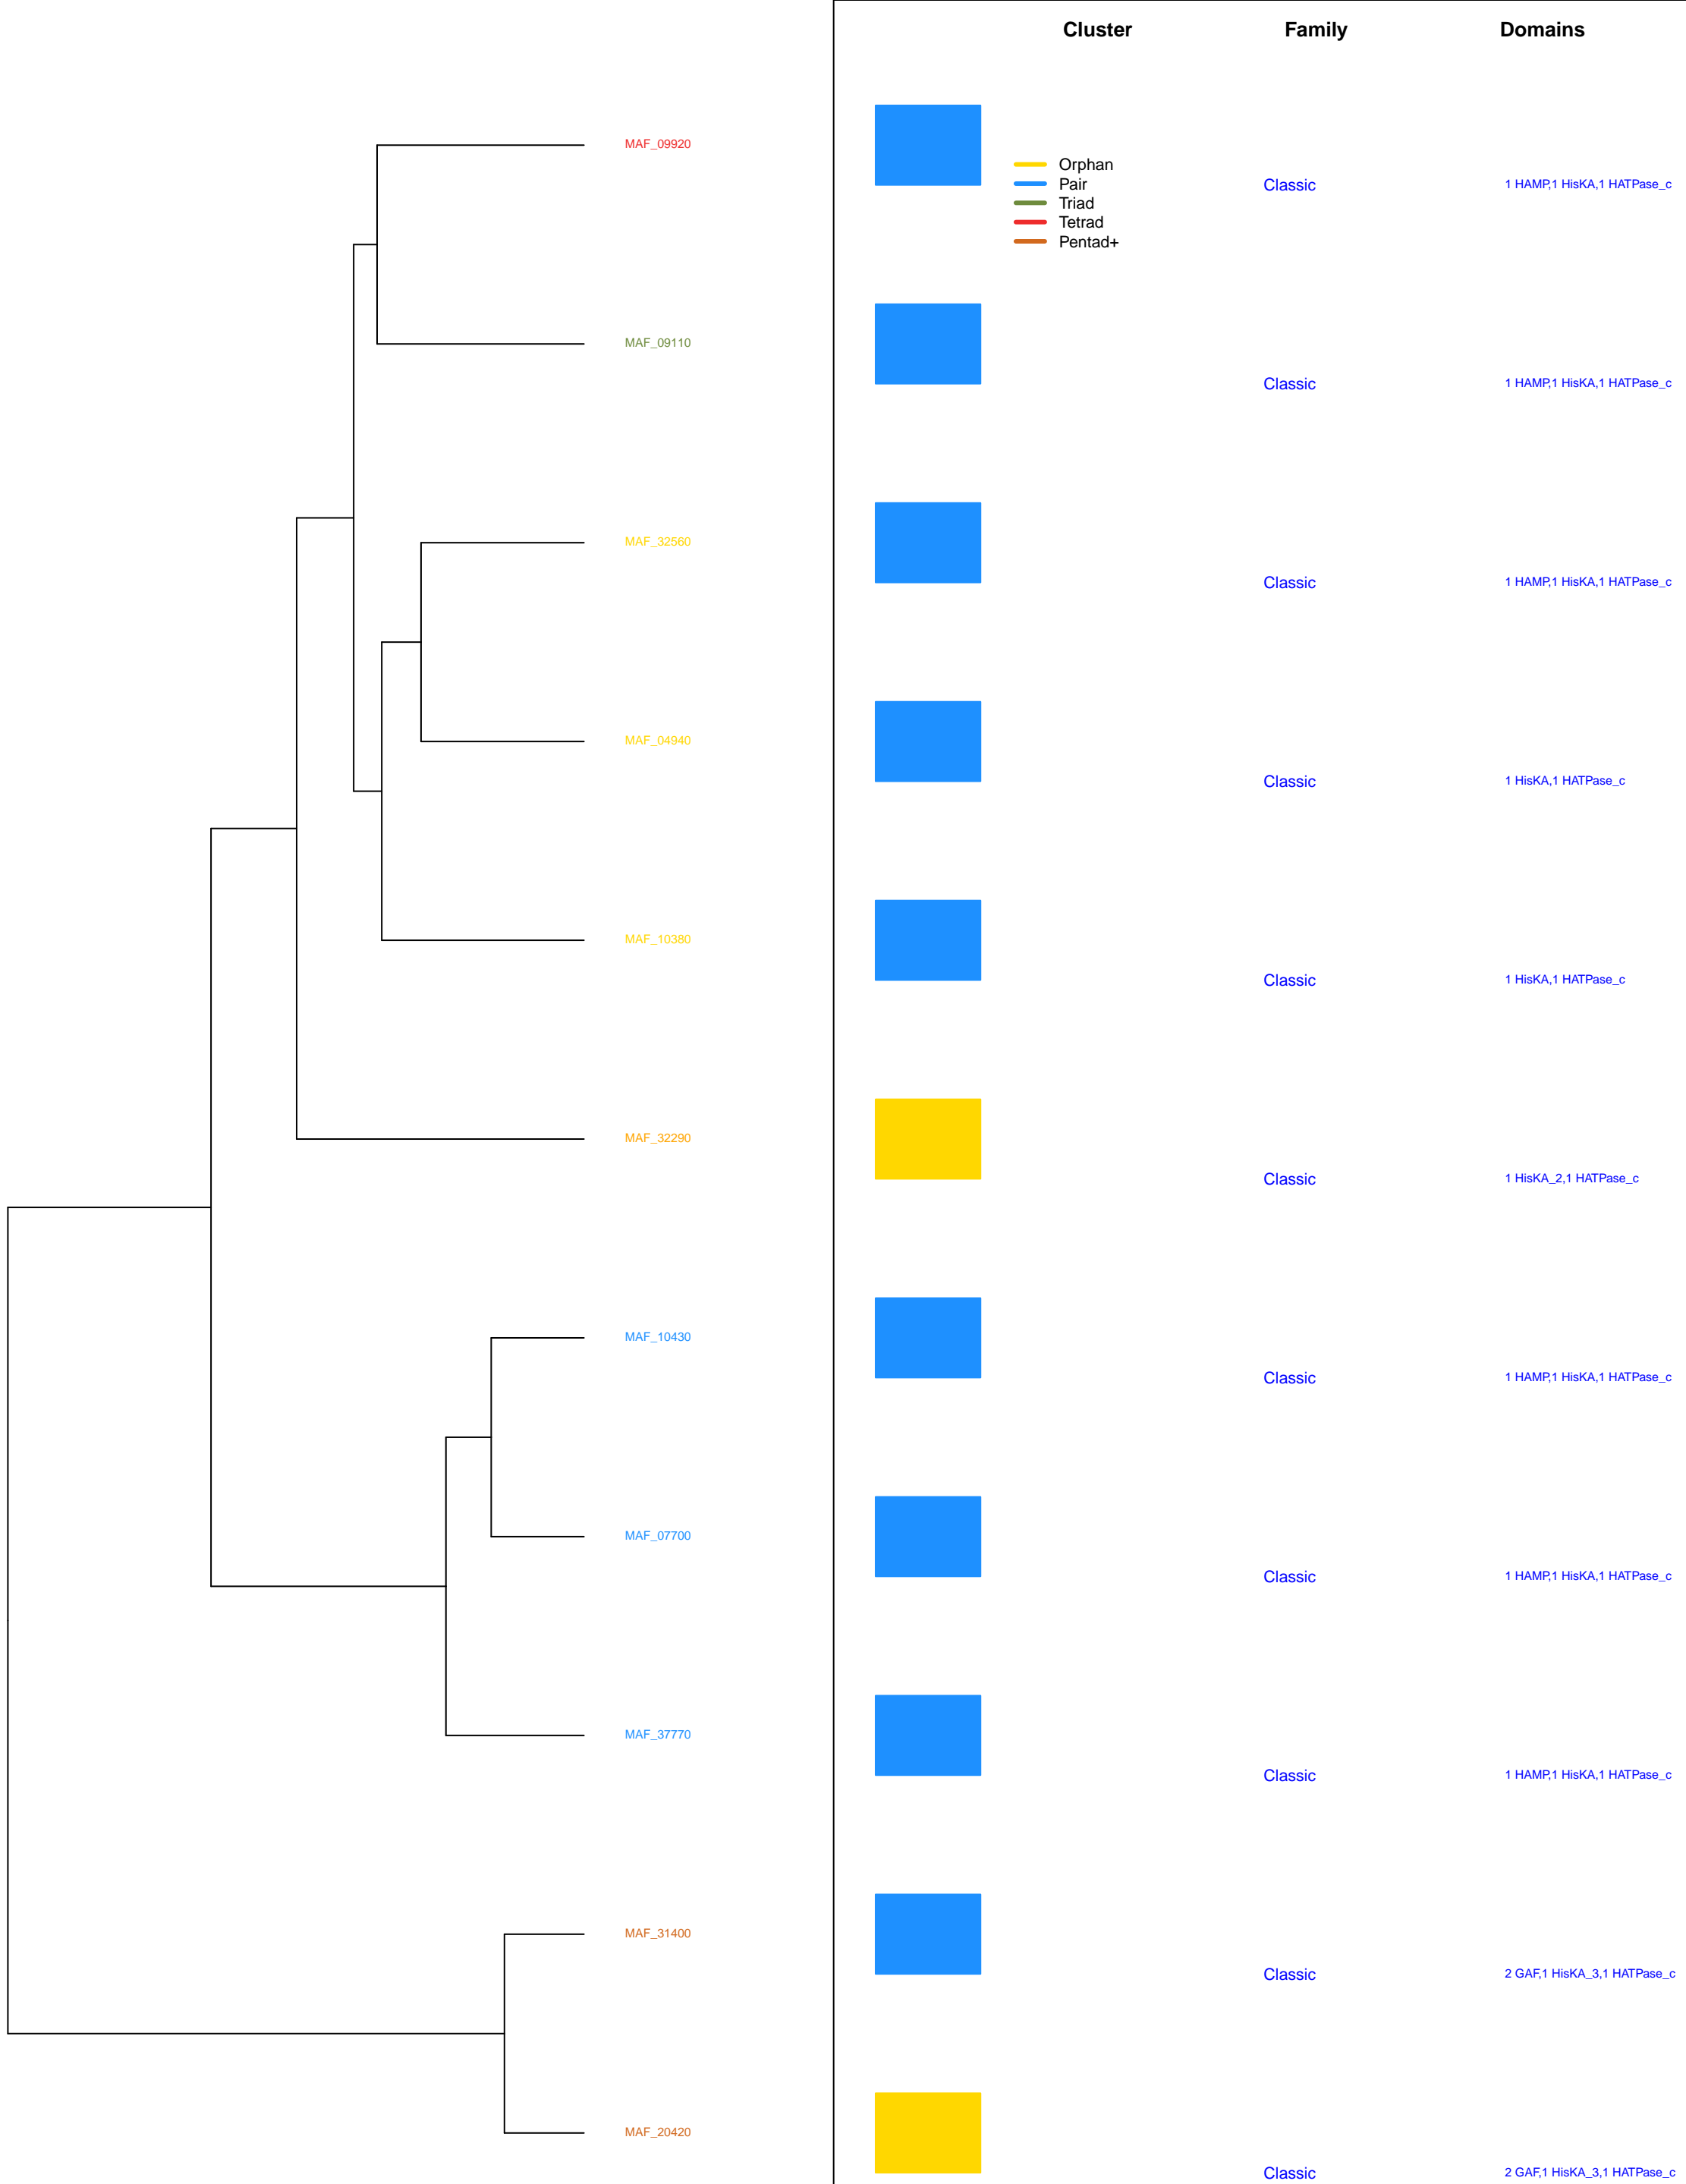 Cluster Family Domains
MAF_09920
Orphan
Pair
Classic 1 HAMP,1 HisKA,1 HATPase_c
Triad
Tetrad
Pentad+
MAF_09110
Classic 1 HAMP,1 HisKA,1 HATPase_c
MAF_32560
Classic 1 HAMP,1 HisKA,1 HATPase_c
MAF_04940
Classic 1 HisKA,1 HATPase_c
MAF_10380
Classic 1 HisKA,1 HATPase_c
MAF_32290
Classic 1 HisKA_2,1 HATPase_c
MAF_10430
Classic 1 HAMP,1 HisKA,1 HATPase_c
MAF_07700
Classic 1 HAMP,1 HisKA,1 HATPase_c
MAF_37770
Classic 1 HAMP,1 HisKA,1 HATPase_c
MAF_31400
Classic 2 GAF,1 HisKA_3,1 HATPase_c
MAF_20420
Classic 2 GAF,1 HisKA_3,1 HATPase_c